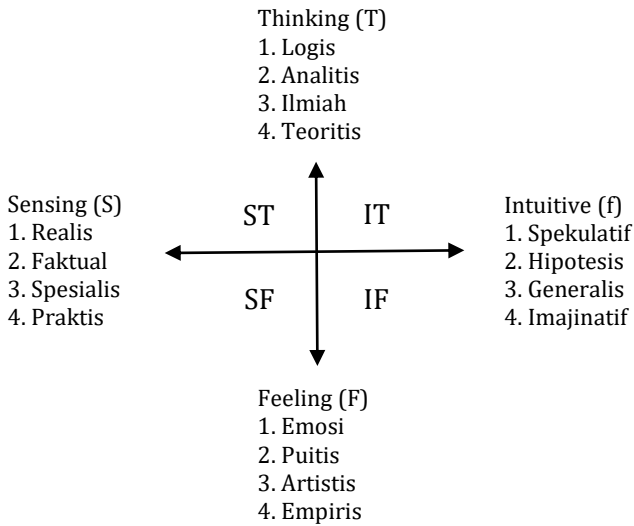 Thinking (T)
1. Logis
2. Analitis
3. Ilmiah
4. Teoritis
Sensing (S)
1. Realis
2. Faktual
3. Spesialis
4. Praktis
ST
IT
SF
IF
Intuitive (f)
1. Spekulatif
2. Hipotesis
3. Generalis
4. Imajinatif
Feeling (F)
1. Emosi
2. Puitis
3. Artistis
4. Empiris